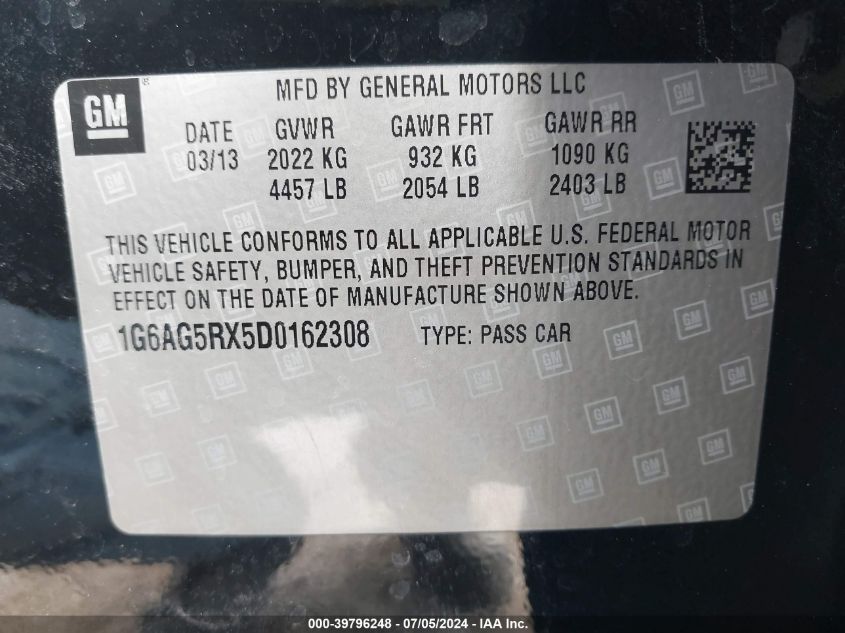 GM
MFD BY GENERAL MOTORS LLC
DATE GVWR GAWR FRT GAWR RR
03/13 2022 KG 932 KG 1090 KG
4457 LB 2054 LB 2403 LB
THIS VEHICLE CONFORMS TO ALL APPLICABLE U.S. FEDERAL MOTOR
VEHICLE SAFETY, BUMPER, AND THEFT PREVENTION STANDARDS IN
EFFECT ON THE DATE OF MANUFACTURE SHOWN ABOVE.
1G6AG5RX5D0162308 TYPE: PASS CAR
000-39796248 - 07/05/2024 - IAA Inc.